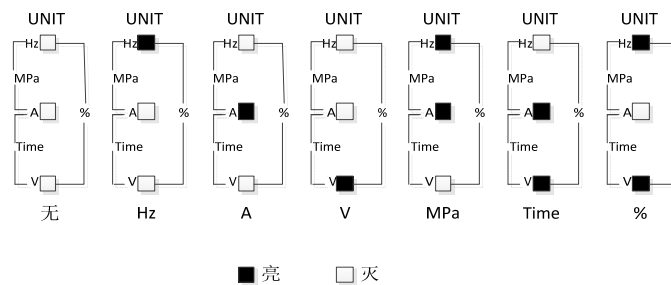 UNIT UNIT UNIT UNIT UNIT UNIT UNIT
Hz Hz Hz Hz Hz Hz Hz
MPa MPa MPa MPa MPa MPa MPa
A % A % A % A % A % A % A
Time Time Time Time Time Time Time
V V V V V V V
无 Hz A V MPa Time %
亮 灭